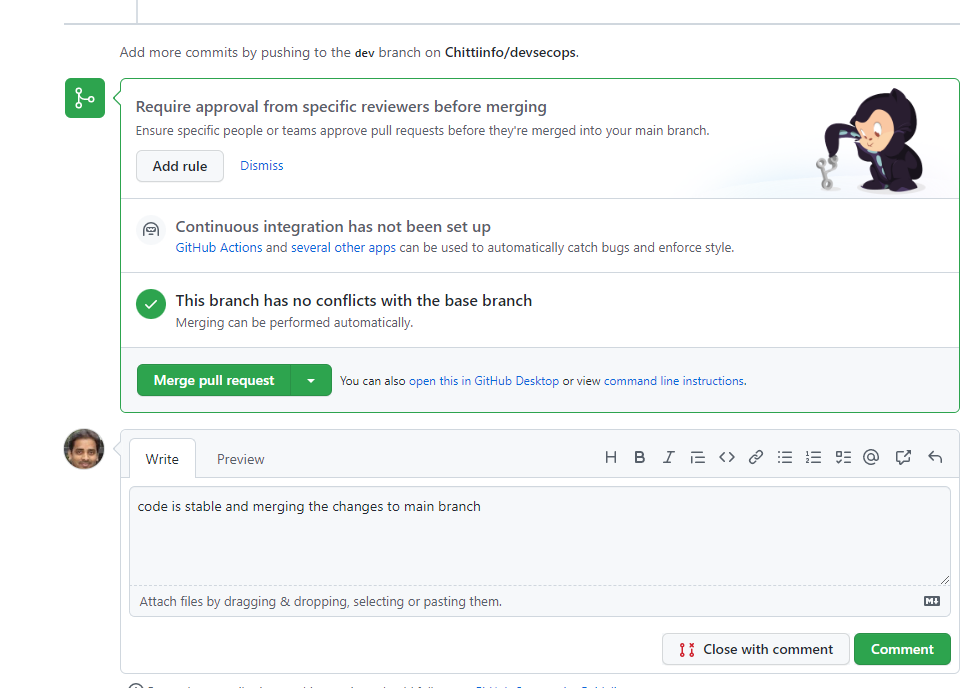 Add more commits by pushing to the dev branch on Chittiinfo/devsecops.
Require approval from specific reviewers before merging
Ensure specific people or teams approve pull requests before they're merged into your main branch.
Add rule Dismiss
Continuous integration has not been set up
GitHub Actions and several other apps can be used to automatically catch bugs and enforce style.
This branch has no conflicts with the base branch
Merging can be performed automatically.
Merge pull request You can also open this in GitHub Desktop or view command line instructions.
Write Preview
code is stable and merging the changes to main branch
Attach files by dragging & dropping, selecting or pasting them.
Close with comment Comment